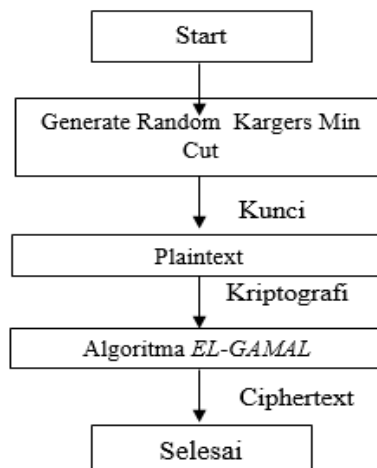 Start
Generate Random Kargers Min
Cut
Kunci
Plaintext
Kriptografi
Algoritma EL-GAMAL
Ciphertext
Selesai